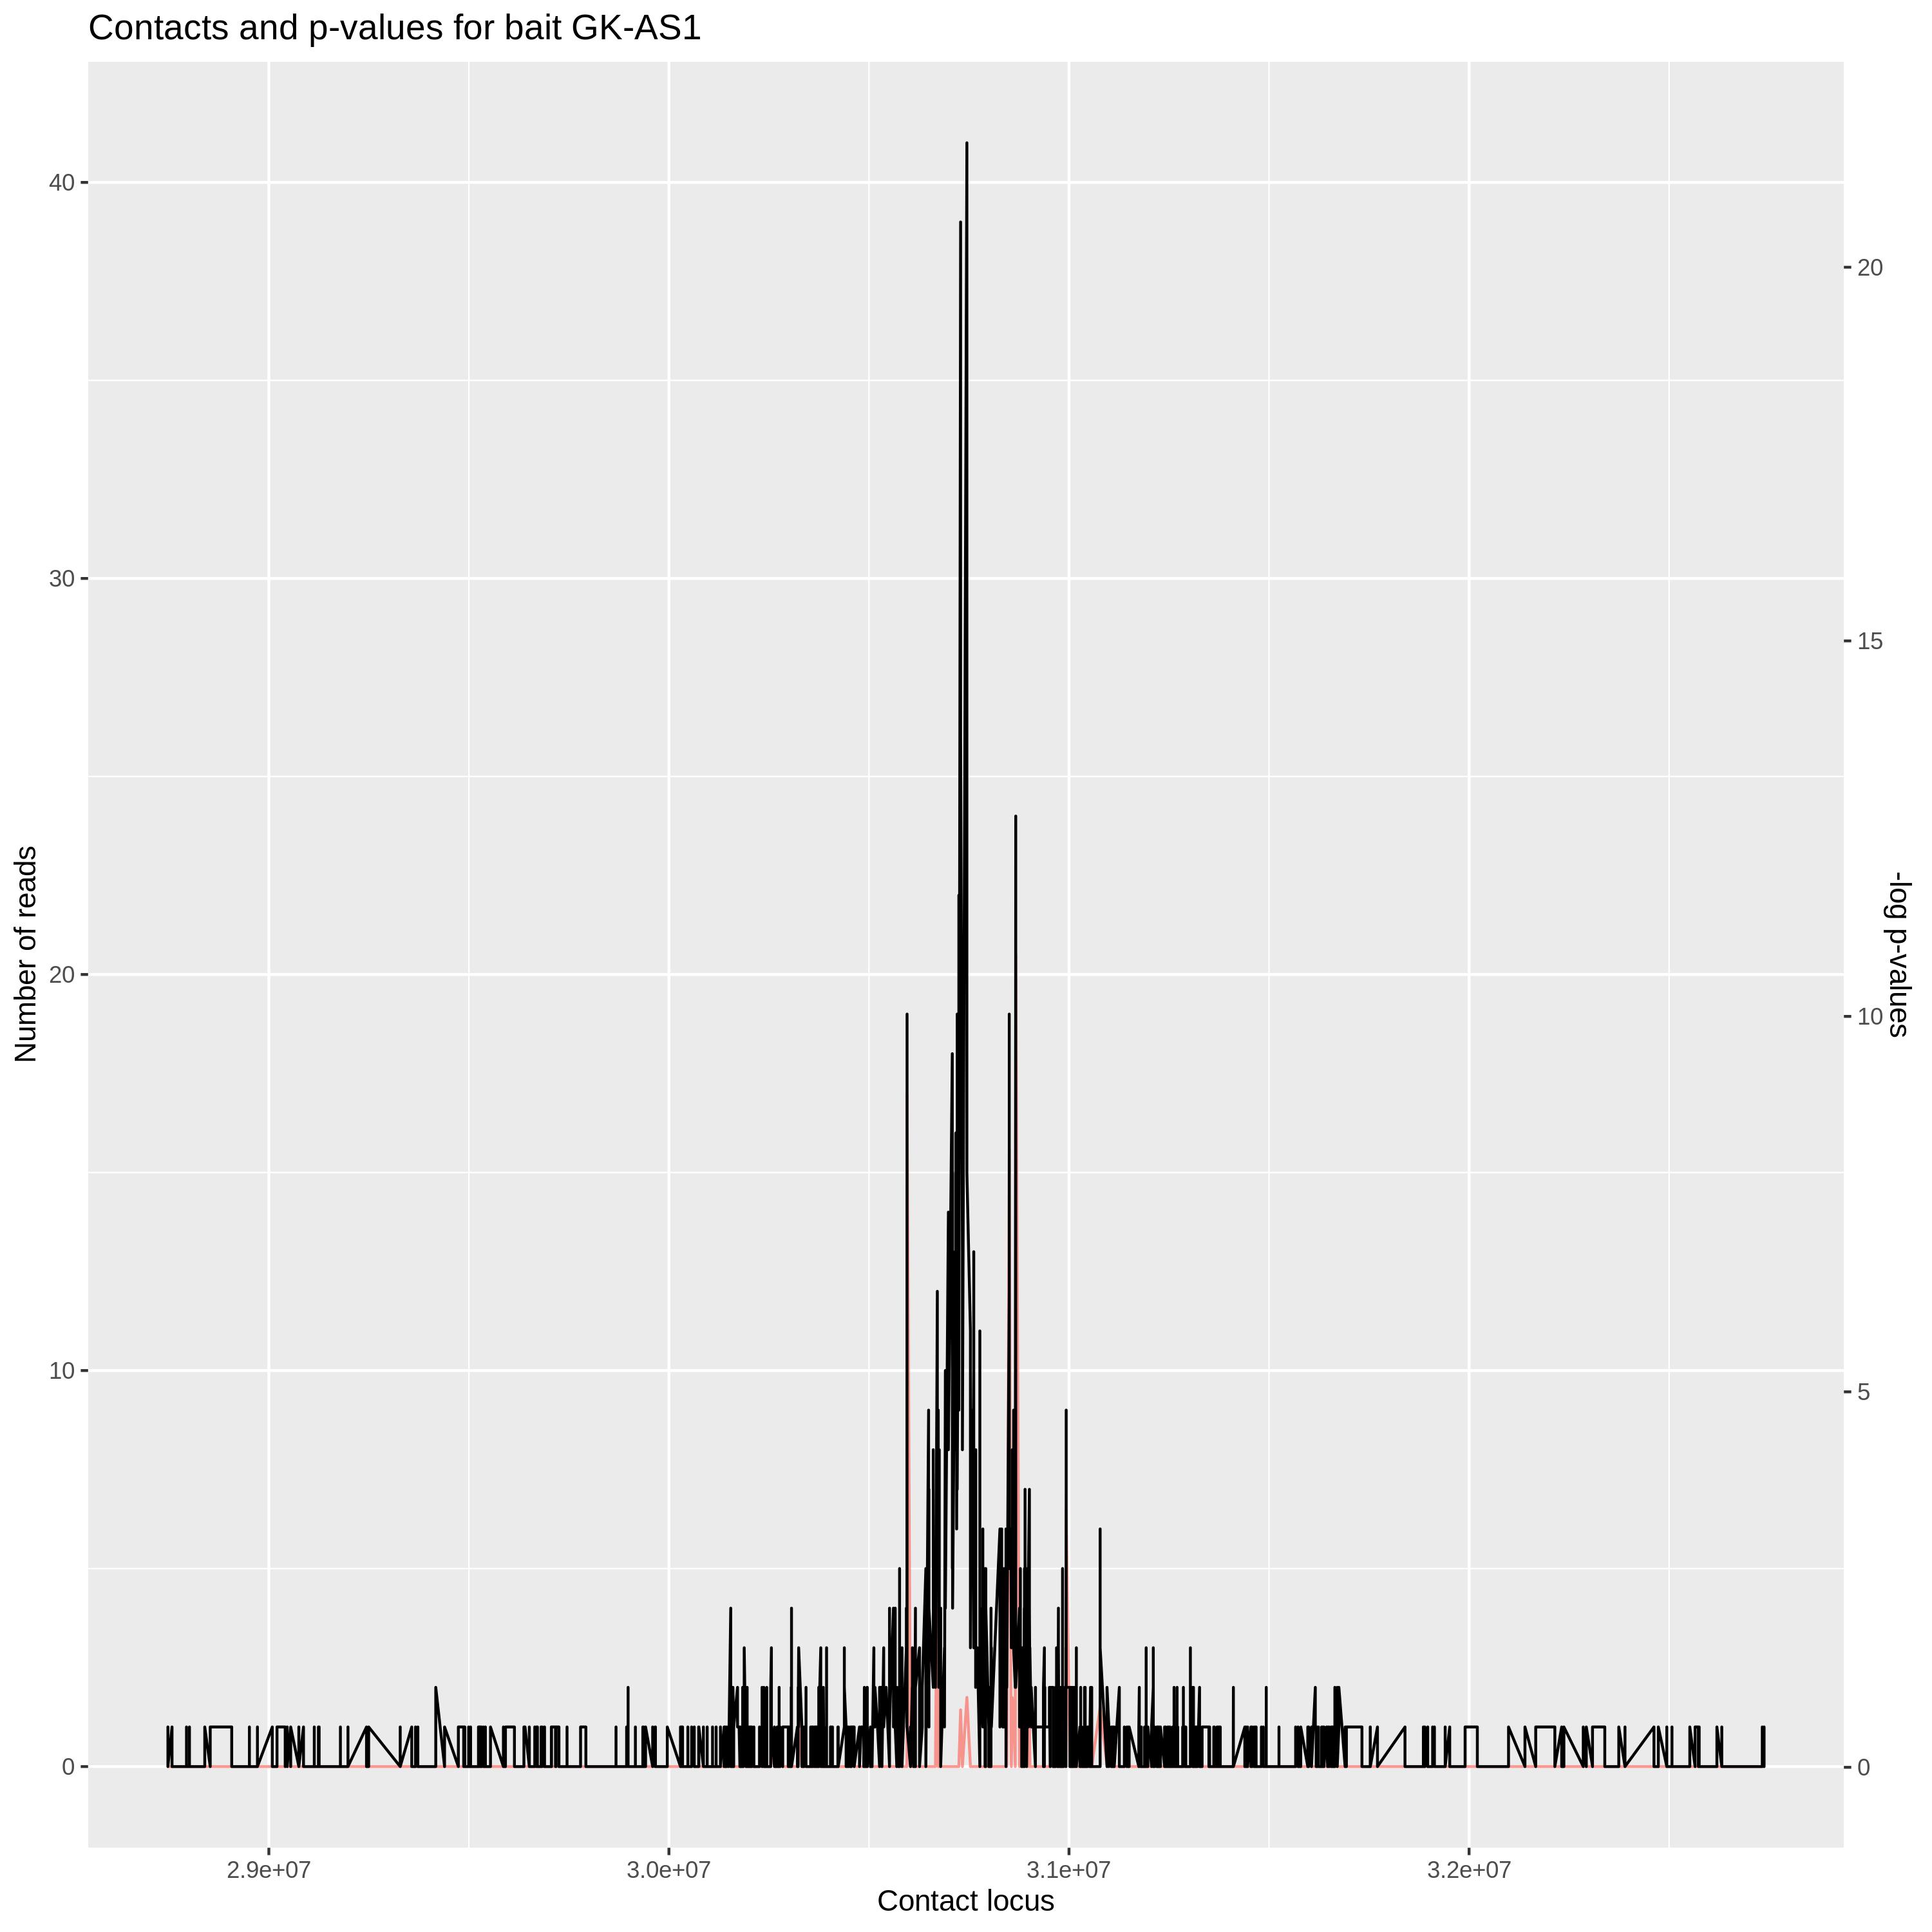 Contacts and p-values for bait GK-AS1
40
30
20
10
0
Number of reads
20
15
10
5
0
-log p-values
2.9e+07 3.0e+07 3.1e+07 3.2e+07
Contact locus